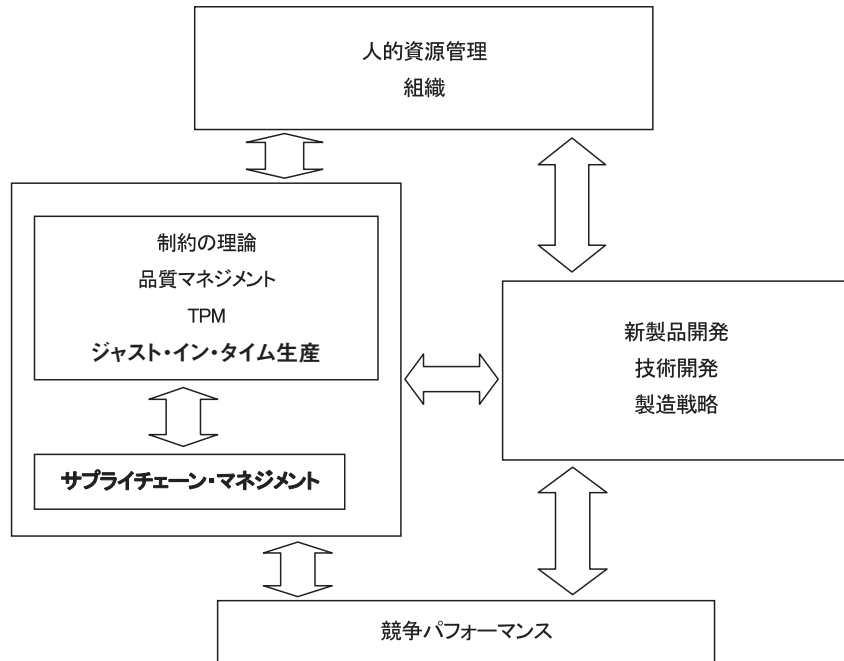 人的資源管理
組織
制約の理論
品質マネジメント
TPM
ジャスト・イン・タイム生産
サプライチェーン・マネジメント
新製品開発
技術開発
製造戦略
競争パフォーマンス